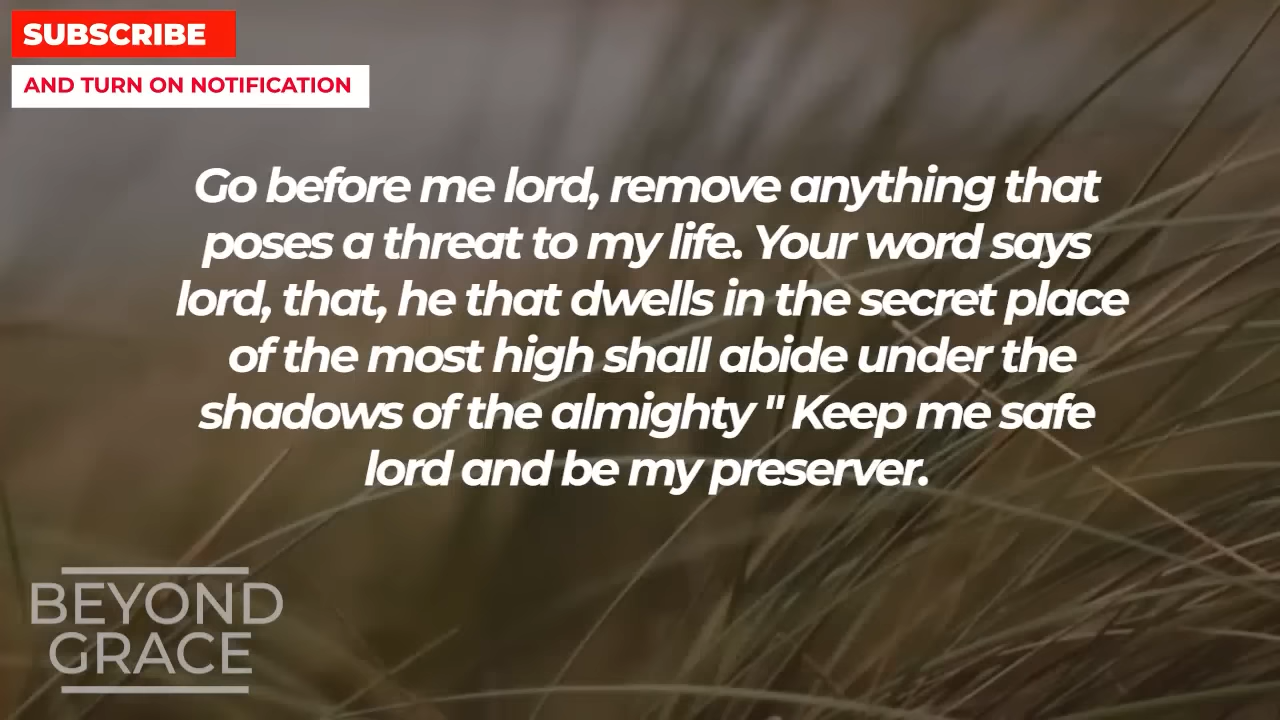 SUBSCRIBE
AND TURN ON NOTIFICATION
Go before me lord, remove anything that
poses a threat to my life. Your word says
lord, that, he that dwells in the secret place
of the most high shall abide under the
shadows of the almighty " Keep me safe
lord and be my preserver.
BEYOND
GRACE